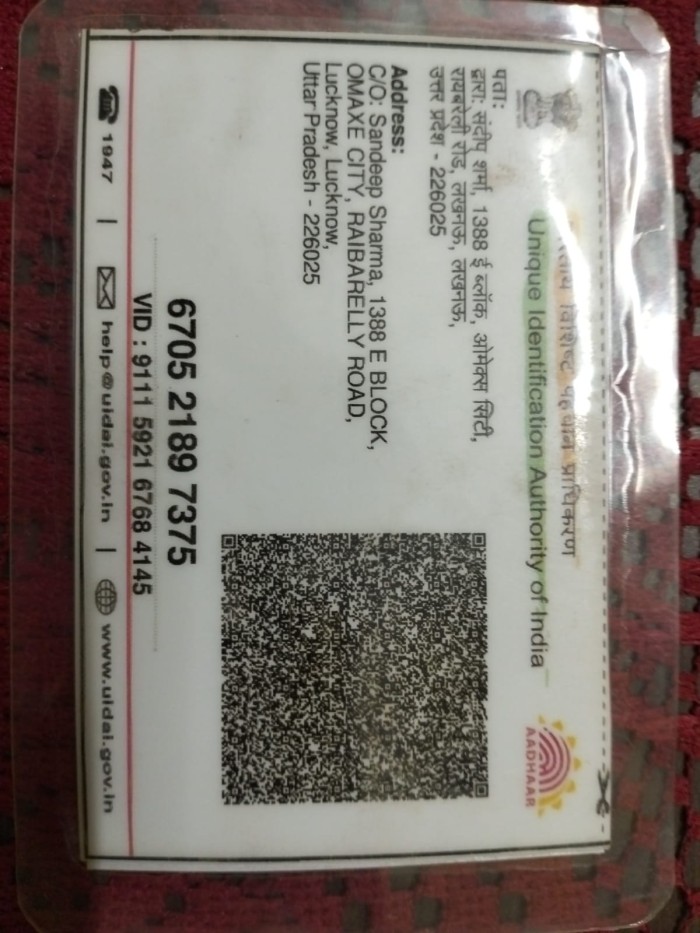 भारतीय विशिष्ट पहचान प्राधिकरण
Unique Identification Authority of India
AADHAAR
पता:
द्वारा: संदीप शर्मा, 1388 ई ब्लॉक, ओमेक्स सिटी,
रायबरेली रोड, लखनऊ, लखनऊ,
उत्तर प्रदेश - 226025
Address:
C/O: Sandeep Sharma, 1388 E BLOCK,
OMAXE CITY, RAIBARELLY ROAD,
Lucknow, Lucknow,
Uttar Pradesh - 226025
6705 2189 7375
VID : 9111 5921 6768 4145
1947 | help@uidai.gov.in | www.uidai.gov.in